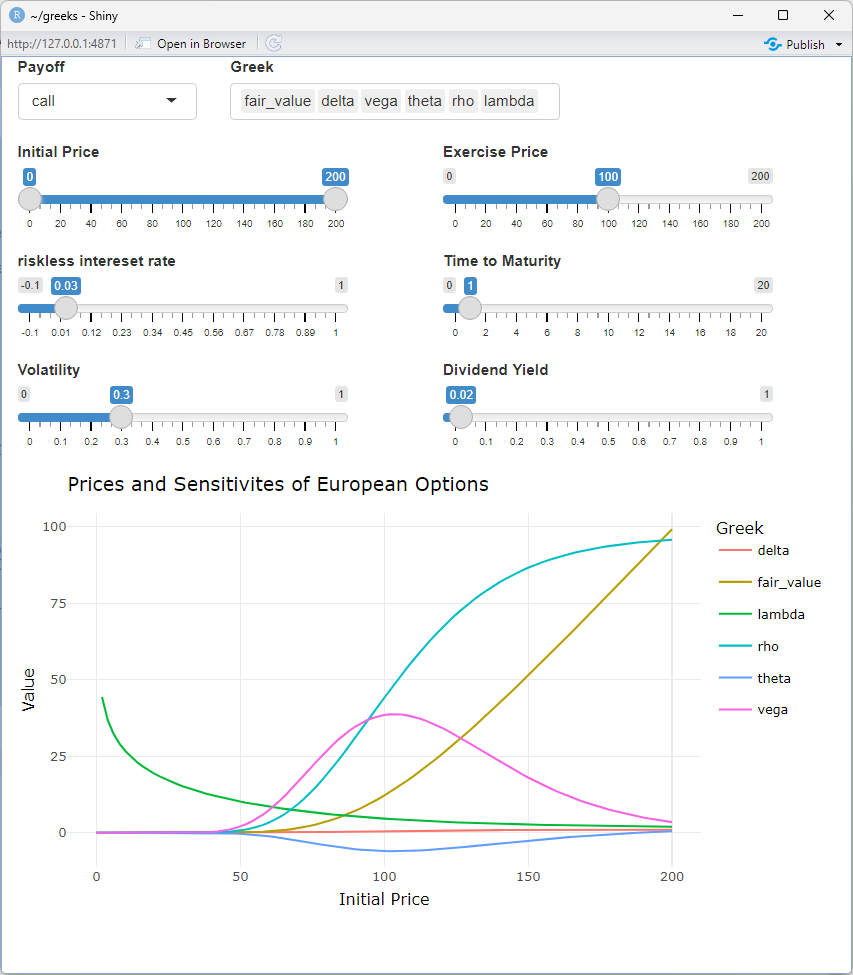 ~/greeks - Shiny
http://127.0.0.1:4871 Open in Browser Publish
Payoff Greek
call fair_value delta vega theta rho lambda
Initial Price Exercise Price
0 200 0 100 200
0 20 40 60 80 100 120 140 160 180 200 0 20 40 60 80 100 120 140 160 180 200
riskless intereset rate Time to Maturity
-0.1 0.03 1 0 1 20
-0.1 0.01 0.12 0.23 0.34 0.45 0.56 0.67 0.78 0.89 1 0 2 4 6 8 10 12 14 16 18 20
Volatility Dividend Yield
0 0.3 1 0.02 1
0 0.1 0.2 0.3 0.4 0.5 0.6 0.7 0.8 0.9 1 0 0.1 0.2 0.3 0.4 0.5 0.6 0.7 0.8 0.9 1
Prices and Sensitivites of European Options
Greek
delta
fair_value
lambda
rho
theta
vega
Value
100
75
50
25
0
0 50 100 150 200
Initial Price